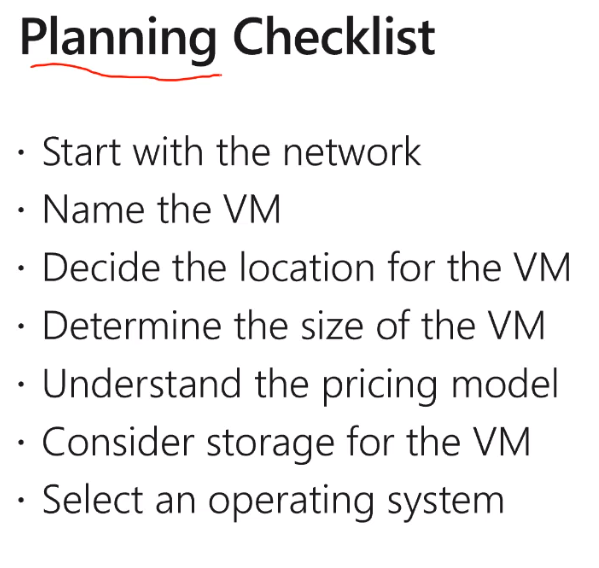 Planning Checklist
· Start with the network
· Name the VM
· Decide the location for the VM
· Determine the size of the VM
· Understand the pricing model
· Consider storage for the VM
· Select an operating system